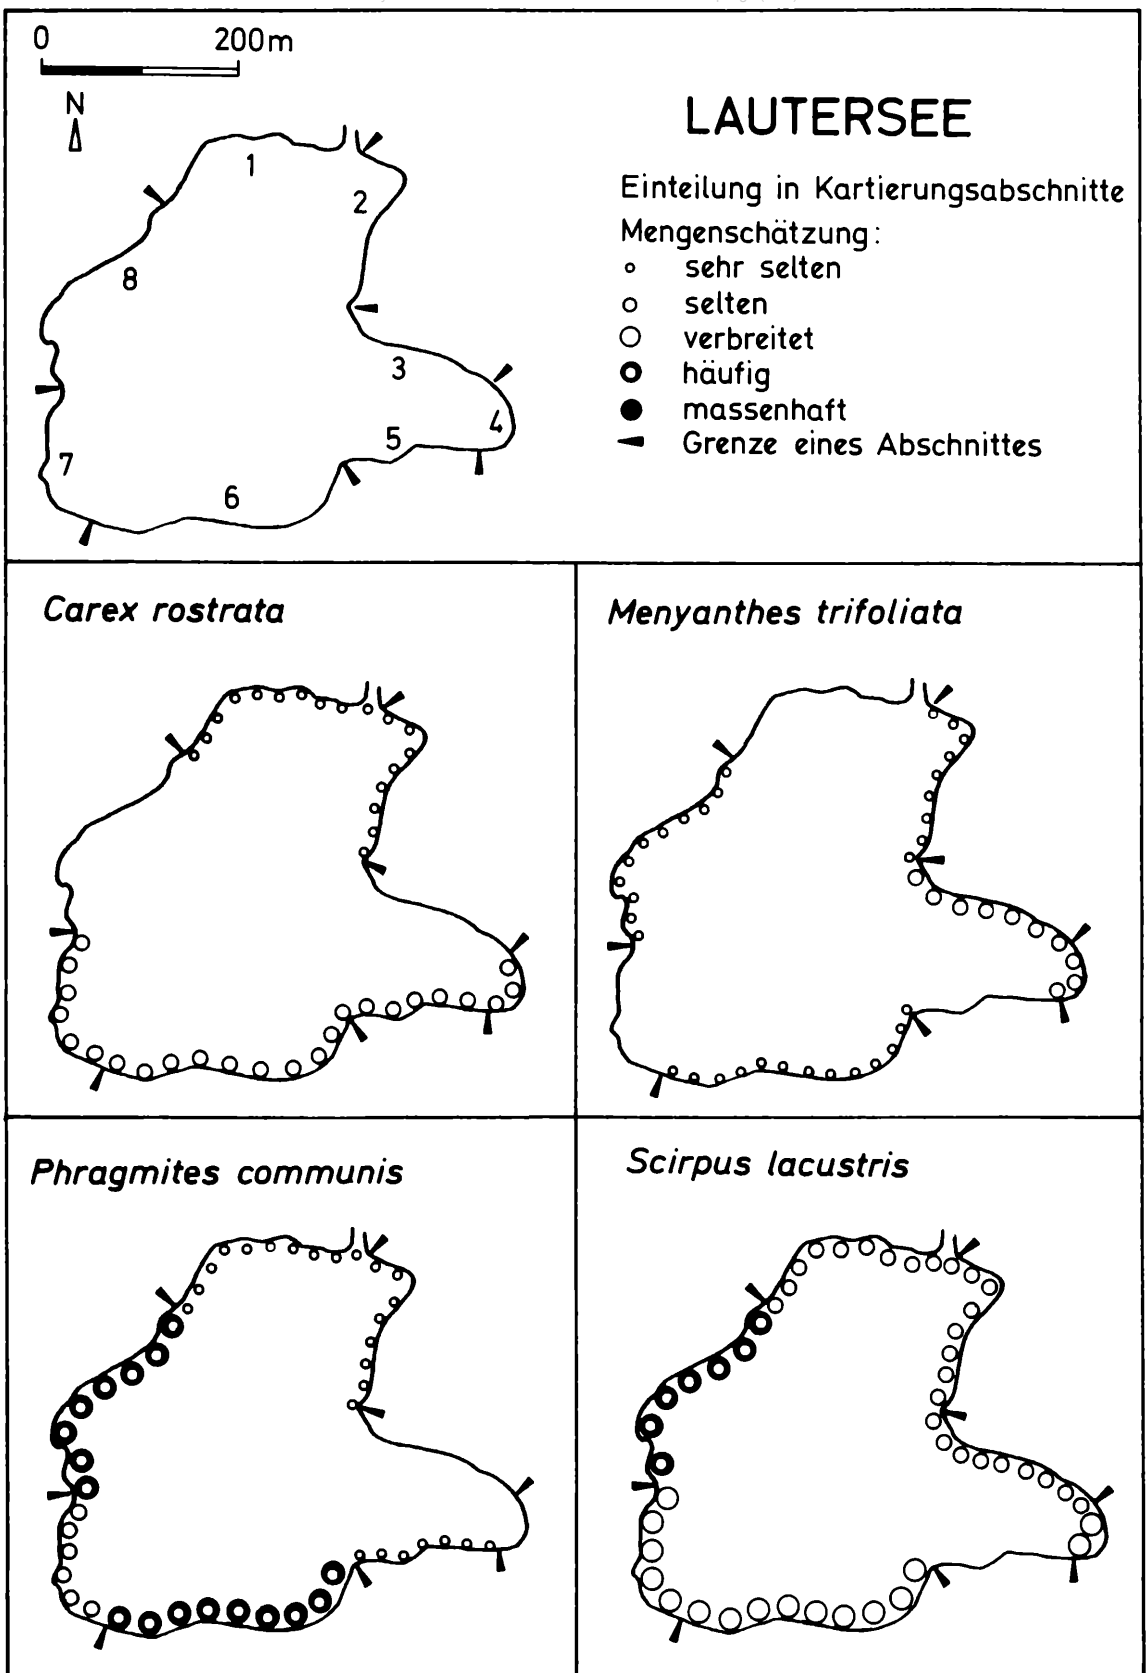 0 200m
N
LAUTERSEE
Einteilung in Kartierungsabschnitte
Mengenschätzung:
sehr selten
selten
verbreitet
häufig
massenhaft
Grenze eines Abschnittes
1
2
8
3
4
5
7
6
Carex rostrata
Menyanthes trifoliata
Phragmites communis
Scirpus lacustris